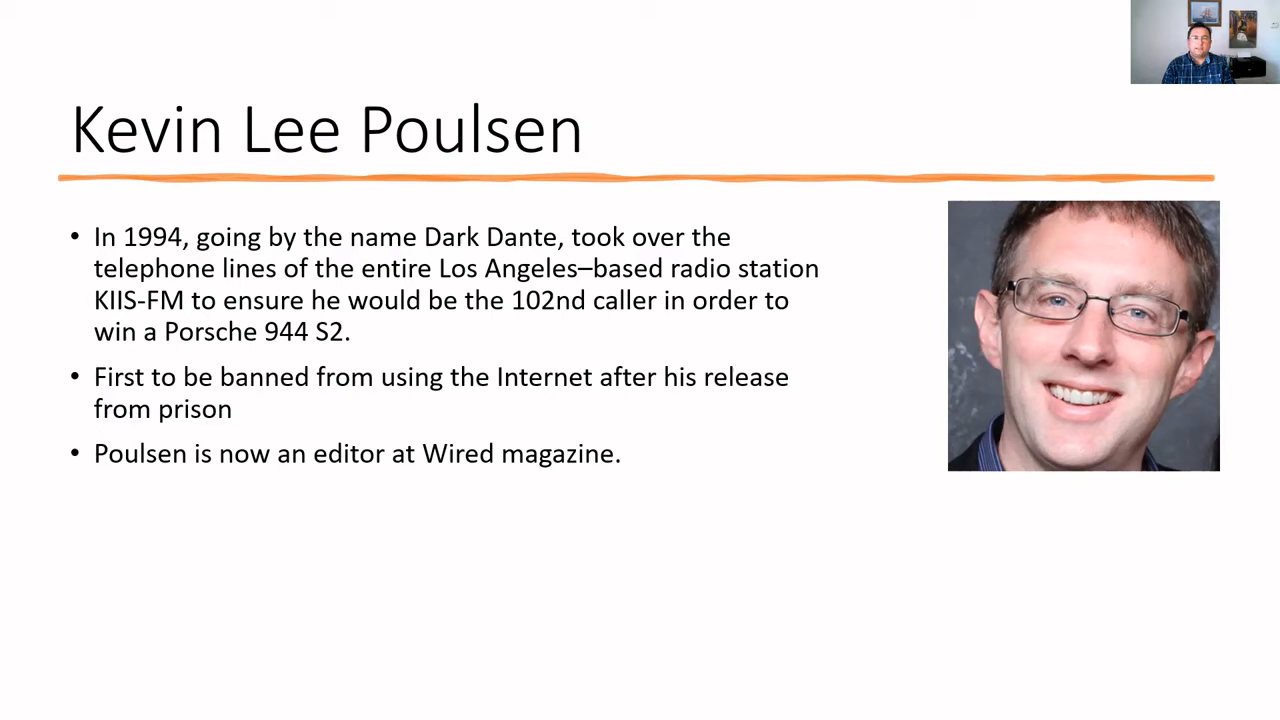 Kevin Lee Poulsen
• In 1994, going by the name Dark Dante, took over the
telephone lines of the entire Los Angeles–based radio station
KIIS-FM to ensure he would be the 102nd caller in order to
win a Porsche 944 S2.
• First to be banned from using the Internet after his release
from prison
• Poulsen is now an editor at Wired magazine.